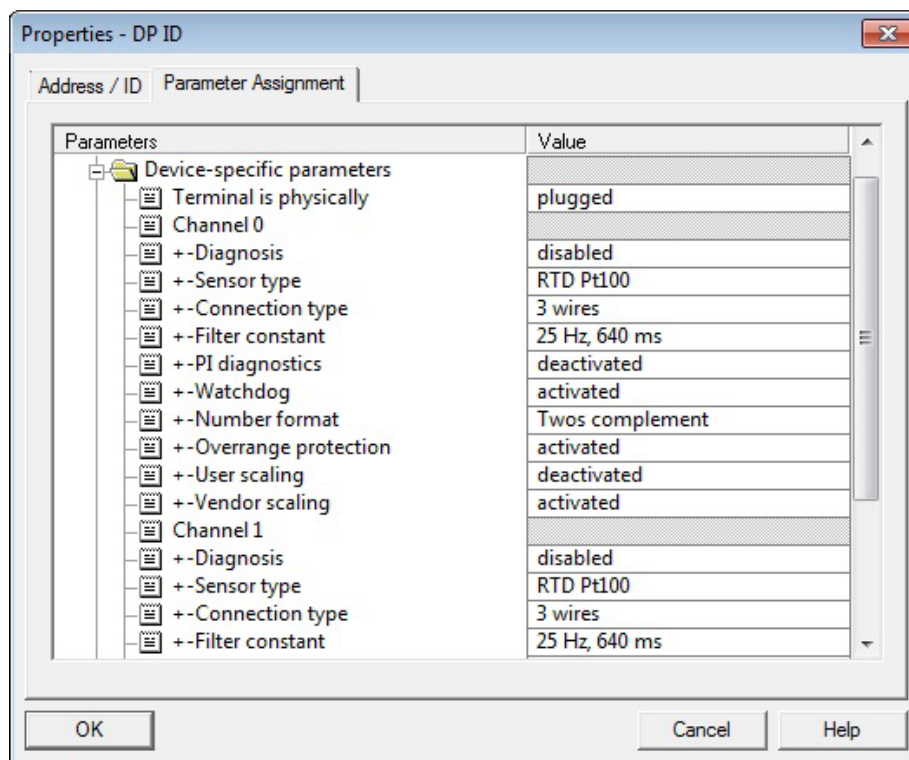 Properties - DP ID
Address / ID Parameter Assignment
Parameters Value
Device-specific parameters
Terminal is physically plugged
Channel 0
+-Diagnosis disabled
+-Sensor type RTD Pt100
+-Connection type 3 wires
+-Filter constant 25 Hz, 640 ms
+-PI diagnostics deactivated
+-Watchdog activated
+-Number format Twos complement
+-Overrange protection activated
+-User scaling deactivated
+-Vendor scaling activated
Channel 1
+-Diagnosis disabled
+-Sensor type RTD Pt100
+-Connection type 3 wires
+-Filter constant 25 Hz, 640 ms
OK Cancel Help